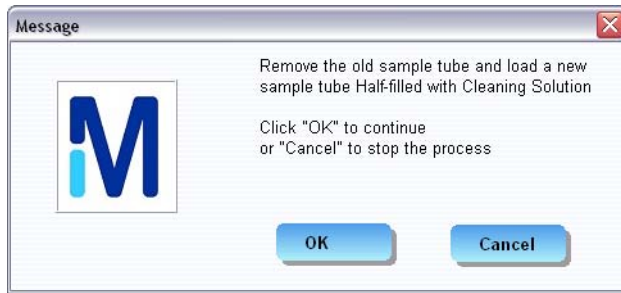 Message
Remove the old sample tube and load a new
sample tube Half-filled with Cleaning Solution
Click "OK" to continue
or "Cancel" to stop the process
M
OK
Cancel